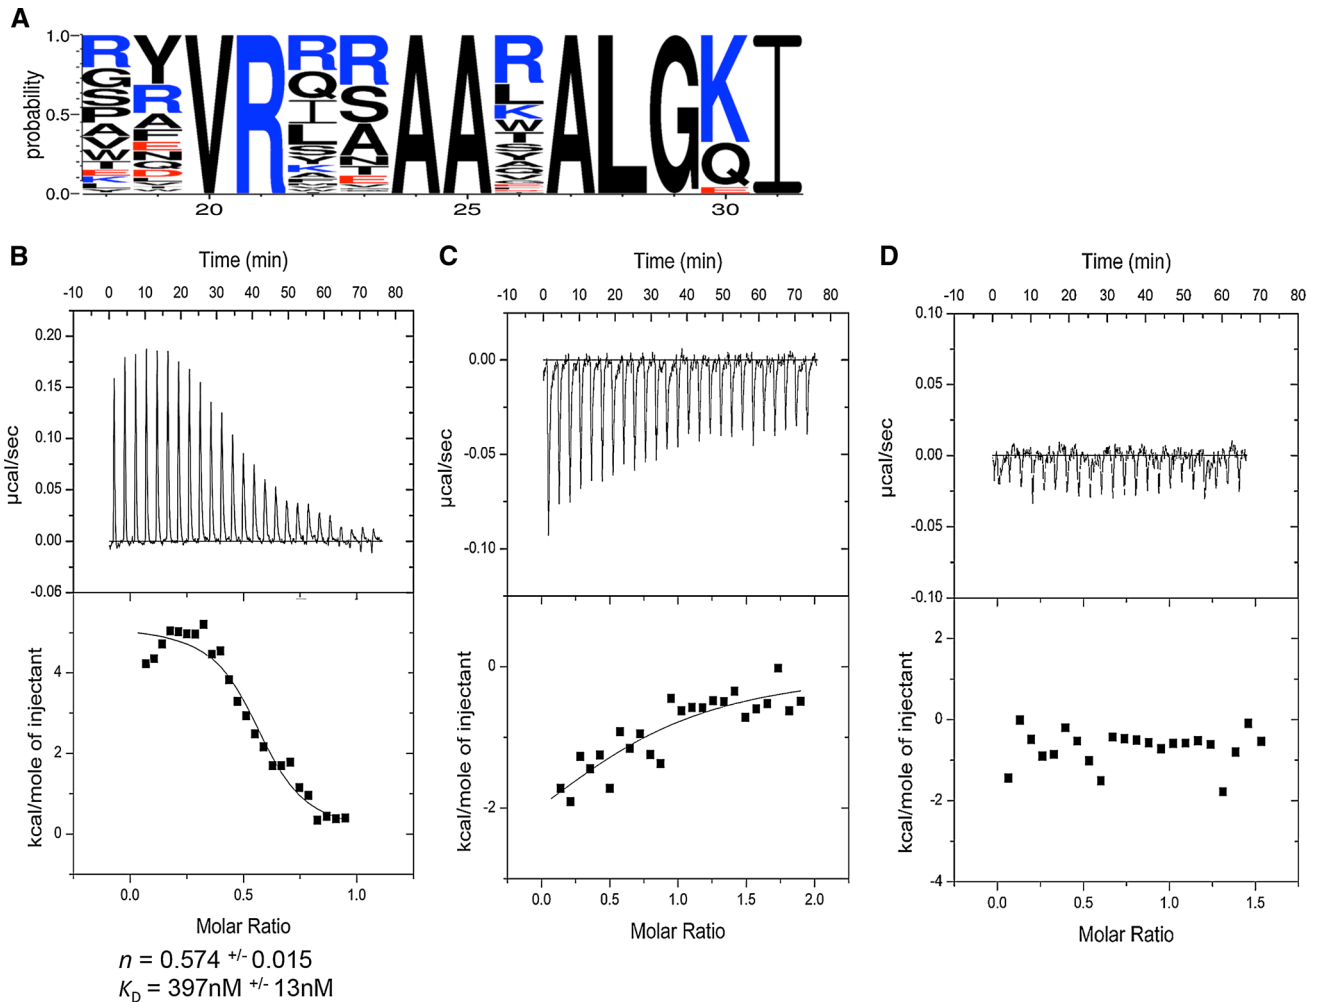 A
1.0
0.5
0.0
probability
R Y V R R R A A R A L G K I
20 25 30
B
Time (min)
-10 0 10 20 30 40 50 60 70 80
0.20
0.15
0.10
0.05
0.00
-0.05
µcal/sec
4
2
0
kcal/mole of injectant
0.0 0.5 1.0
Molar Ratio
n = 0.574 +/- 0.015
KD = 397nM +/- 13nM
C
Time (min)
-10 0 10 20 30 40 50 60 70 80
0.00
-0.05
-0.10
µcal/sec
0
-2
kcal/mole of injectant
0.0 0.5 1.0 1.5 2.0
Molar Ratio
D
Time (min)
-10 0 10 20 30 40 50 60 70 80
0.10
0.05
0.00
-0.05
-0.10
µcal/sec
2
0
-2
-4
kcal/mole of injectant
0.0 0.5 1.0 1.5
Molar Ratio